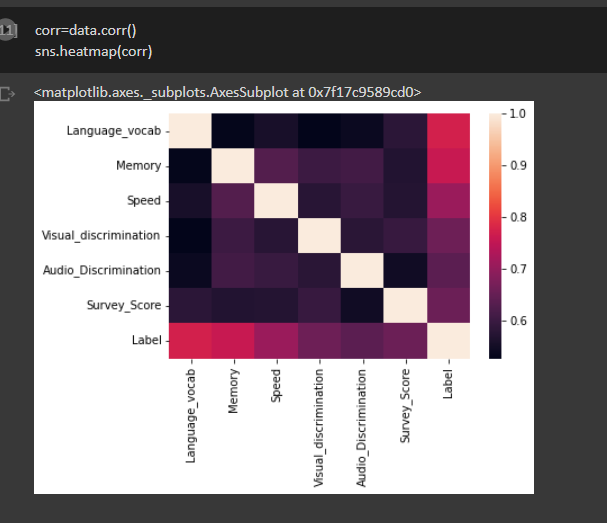 11]
corr=data.corr()
sns.heatmap(corr)
<matplotlib.axes._subplots.AxesSubplot at 0x7f17c9589cd0>
Language_vocab
Memory
Speed
Visual_discrimination
Audio_Discrimination
Survey_Score
Label
1.0
0.9
0.8
0.7
0.6
Language_vocab
Memory
Speed
Visual_discrimination
Audio_Discrimination
Survey_Score
Label